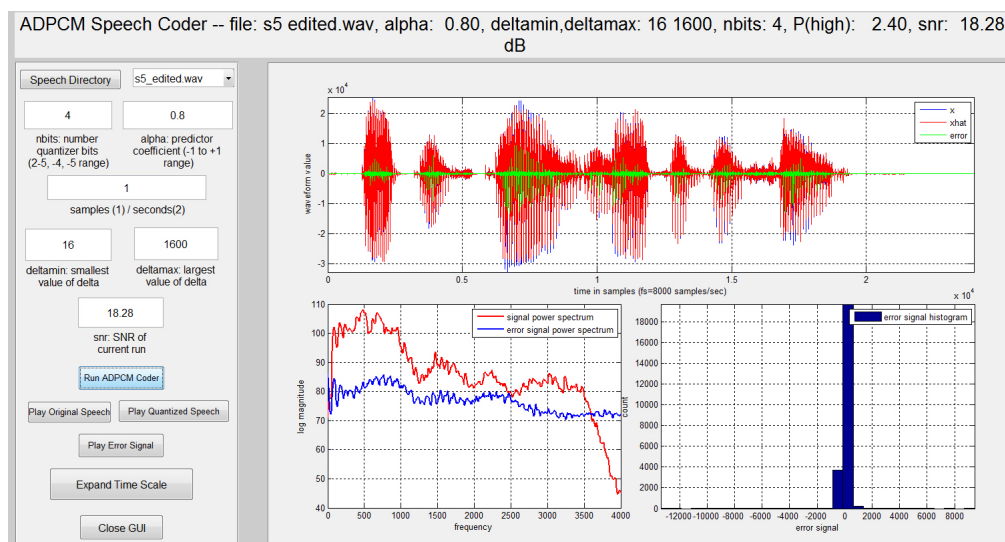 ADPCM Speech Coder -- file: s5 edited.wav, alpha: 0.80, deltamin,deltamax: 16 1600, nbits: 4, P(high): 2.40, snr: 18.28
dB
Speech Directory
s5_edited.wav
4
0.8
nbits: number
quantizer bits
(2-5, -4, -5 range)
alpha: predictor
coefficient (-1 to +1
range)
1
samples (1) / seconds(2)
16
1600
deltamin: smallest
value of delta
deltamax: largest
value of delta
18.28
snr: SNR of
current run
Run ADPCM Coder
Play Original Speech
Play Quantized Speech
Play Error Signal
Expand Time Scale
Close GUI
x 10^4
2
1
0
-1
-2
-3
waveform value
x
xhat
error
0
0.5
1
1.5
2
time in samples (fs=8000 samples/sec)
x 10^4
110
100
90
80
70
60
50
40
log magnitude
signal power spectrum
error signal power spectrum
0
500
1000
1500
2000
2500
3000
3500
4000
frequency
18000
16000
14000
12000
10000
8000
6000
4000
2000
0
count
error signal histogram
-12000
-10000
-8000
-6000
-4000
-2000
0
2000
4000
6000
8000
error signal